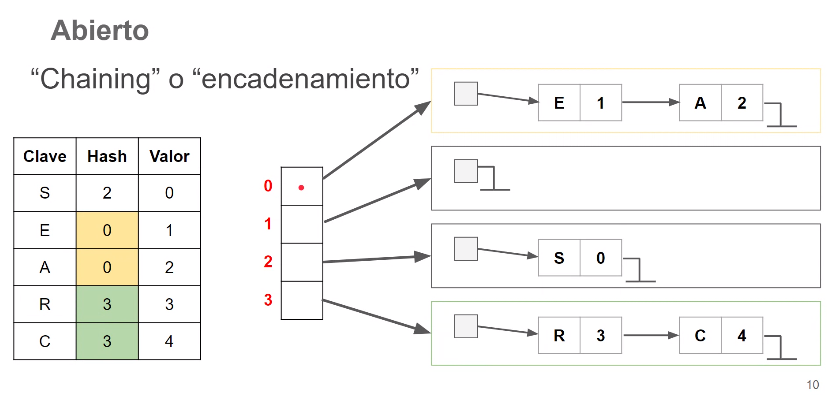 Abierto
“Chaining” o “encadenamiento”
Clave Hash Valor
S 2 0
E 0 1
A 0 2
R 3 3
C 3 4
0
1
2
3
E 1 A 2
S 0
R 3 C 4
10